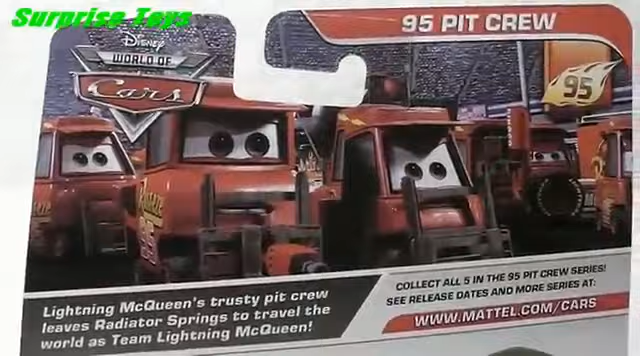 Surprise Toys
95 PIT CREW
Disney
WORLD OF
Cars
95
95
Lightning McQueen's trusty pit crew
leaves Radiator Springs to travel the
world as Team Lightning McQueen!
COLLECT ALL 5 IN THE 95 PIT CREW SERIES!
SEE RELEASE DATES AND MORE SERIES AT:
WWW.MATTEL.COM/CARS